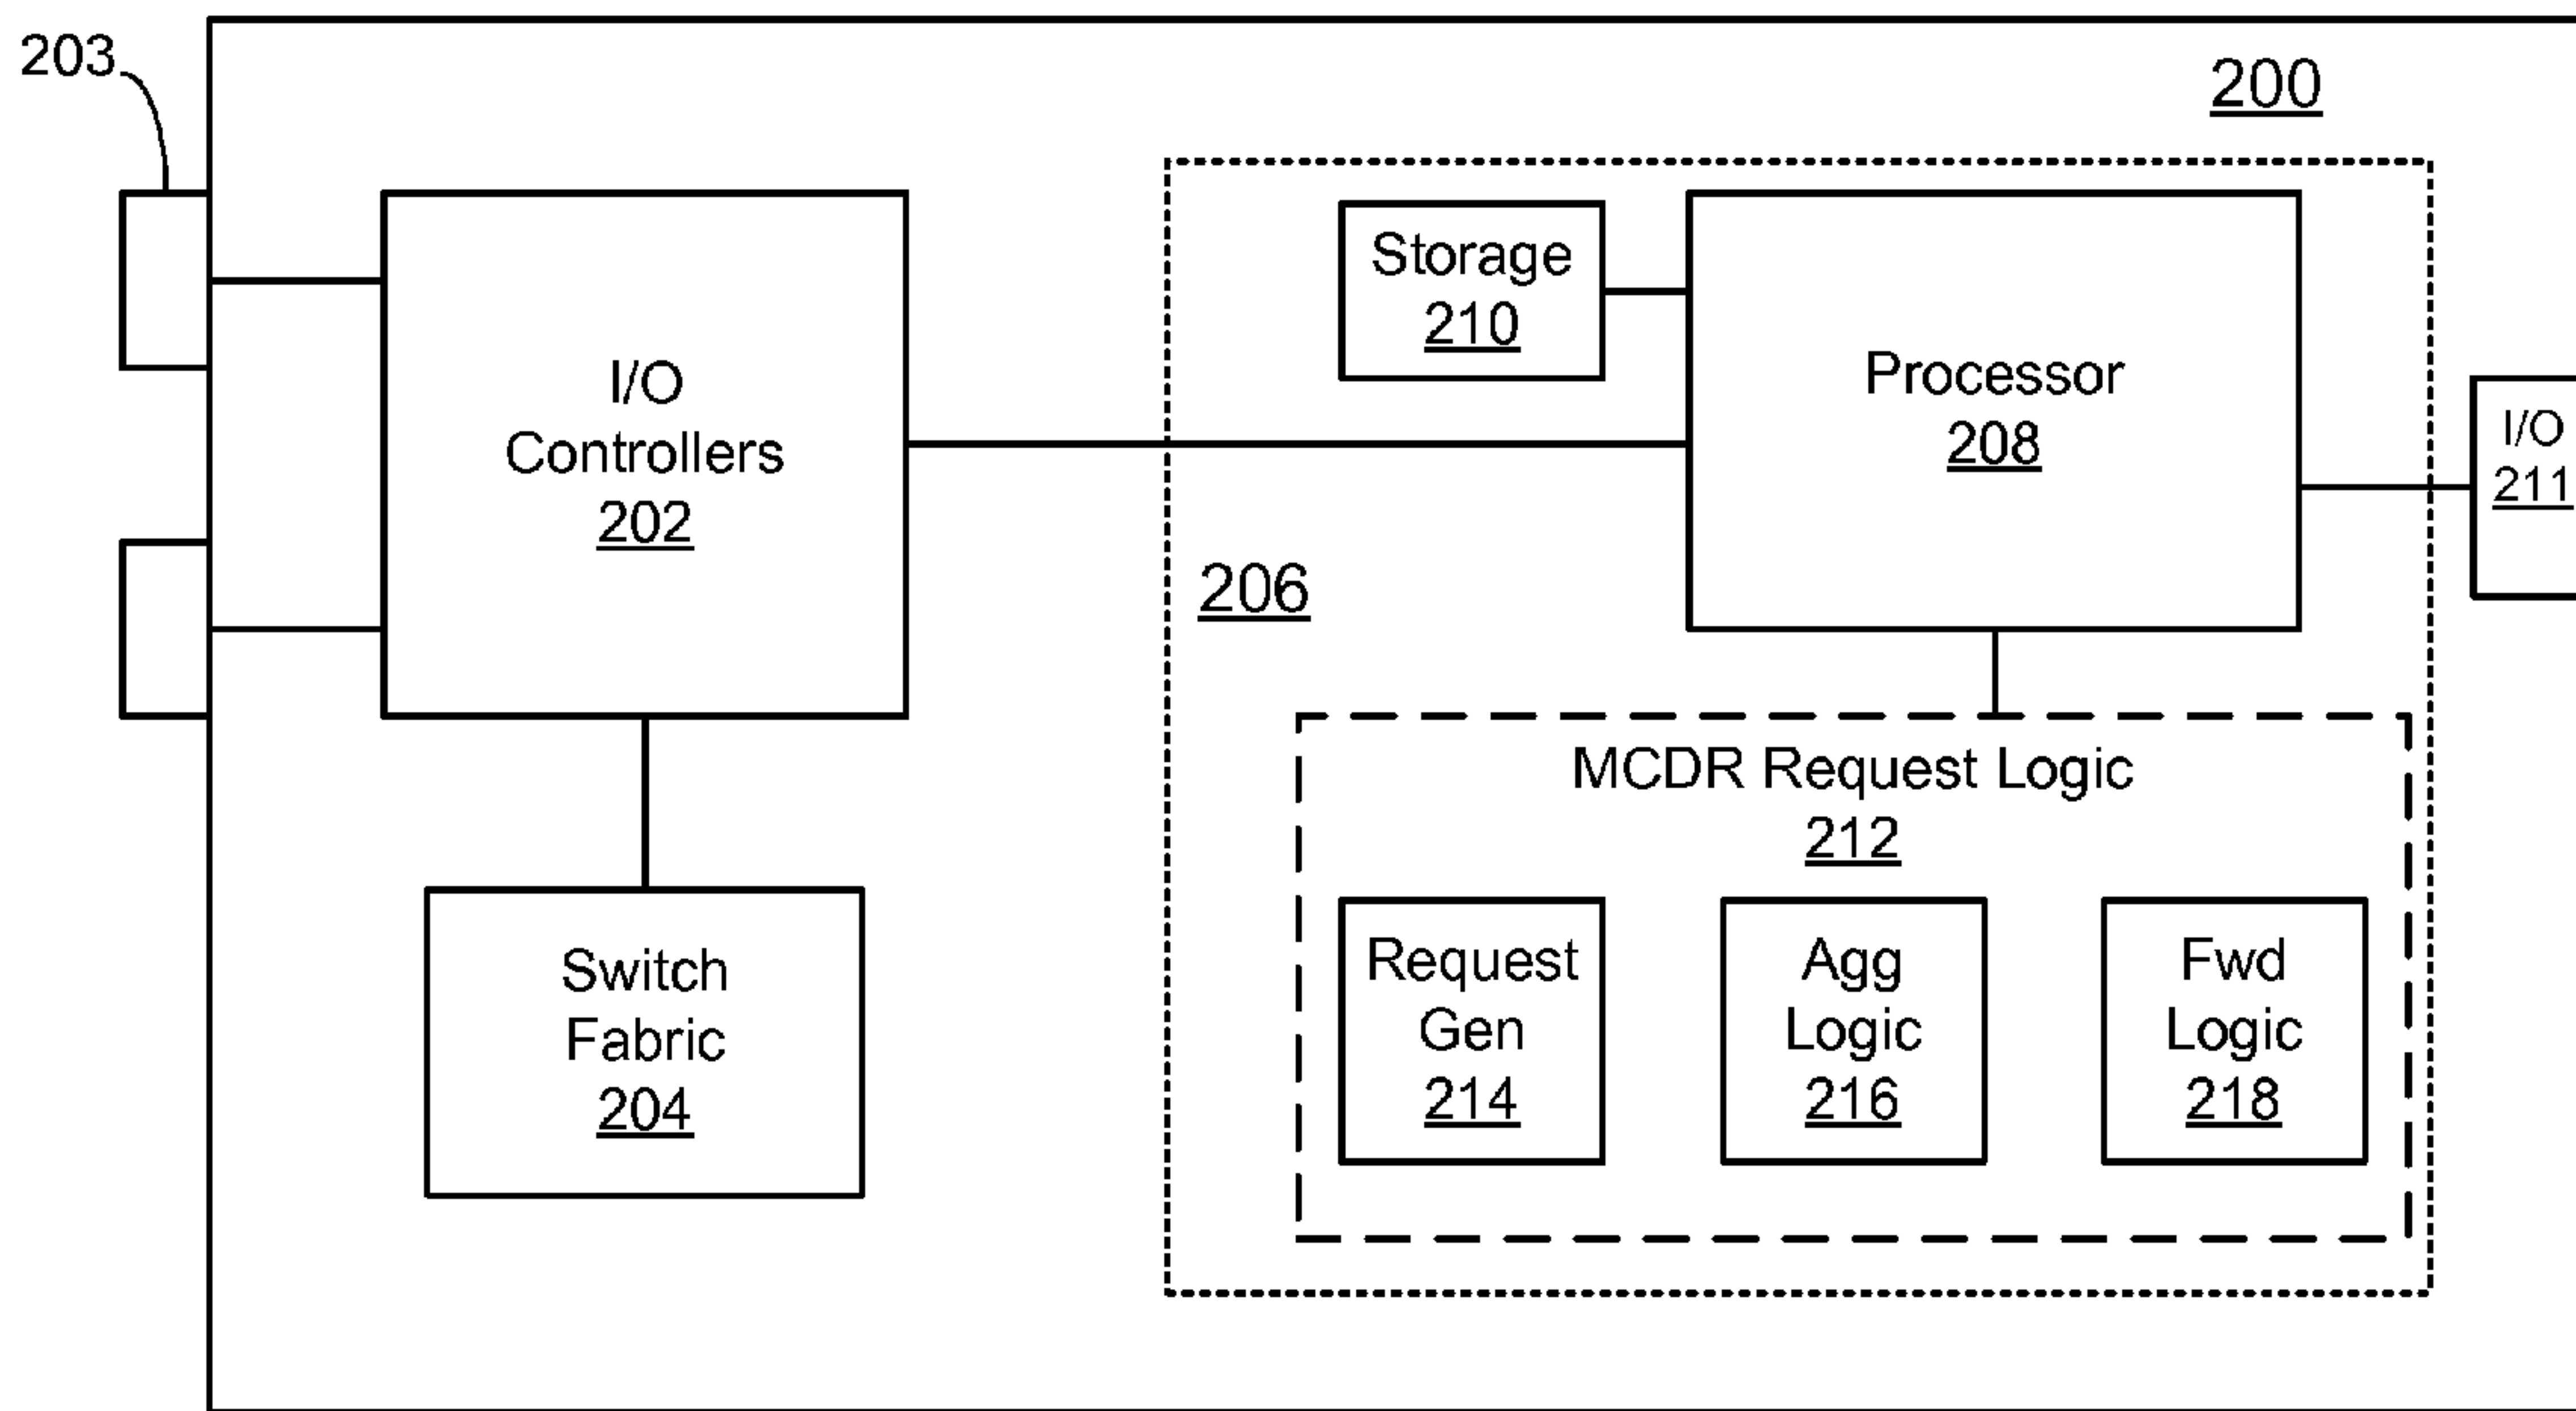 203
200
I/O
Controllers
202
Switch
Fabric
204
206
Storage
210
Processor
208
I/O
211
MCDR Request Logic
212
Request
Gen
214
Agg
Logic
216
Fwd
Logic
218